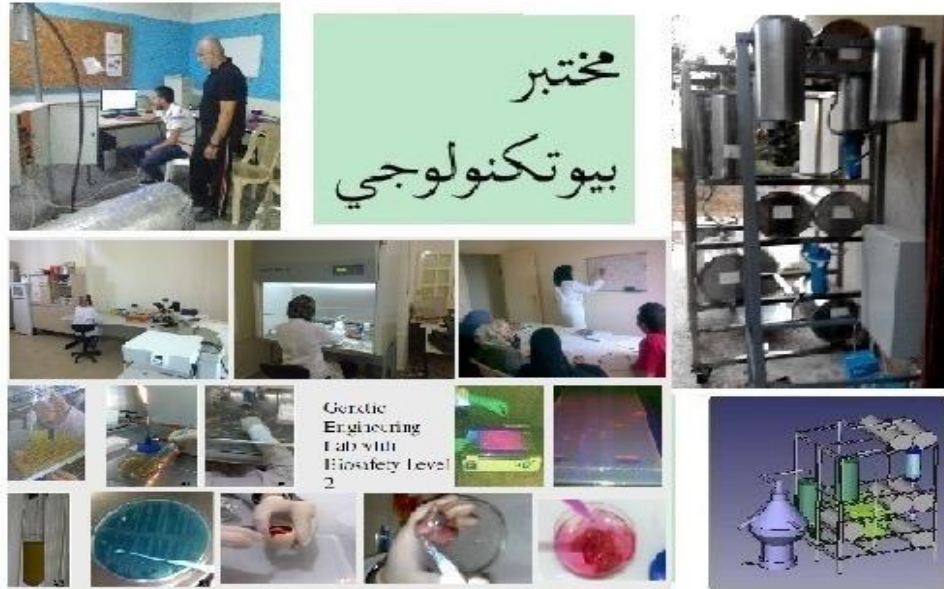 مختبر
بيوتكنولوجي
Genetic
Engineering
Lab with
Biosafety Level
2